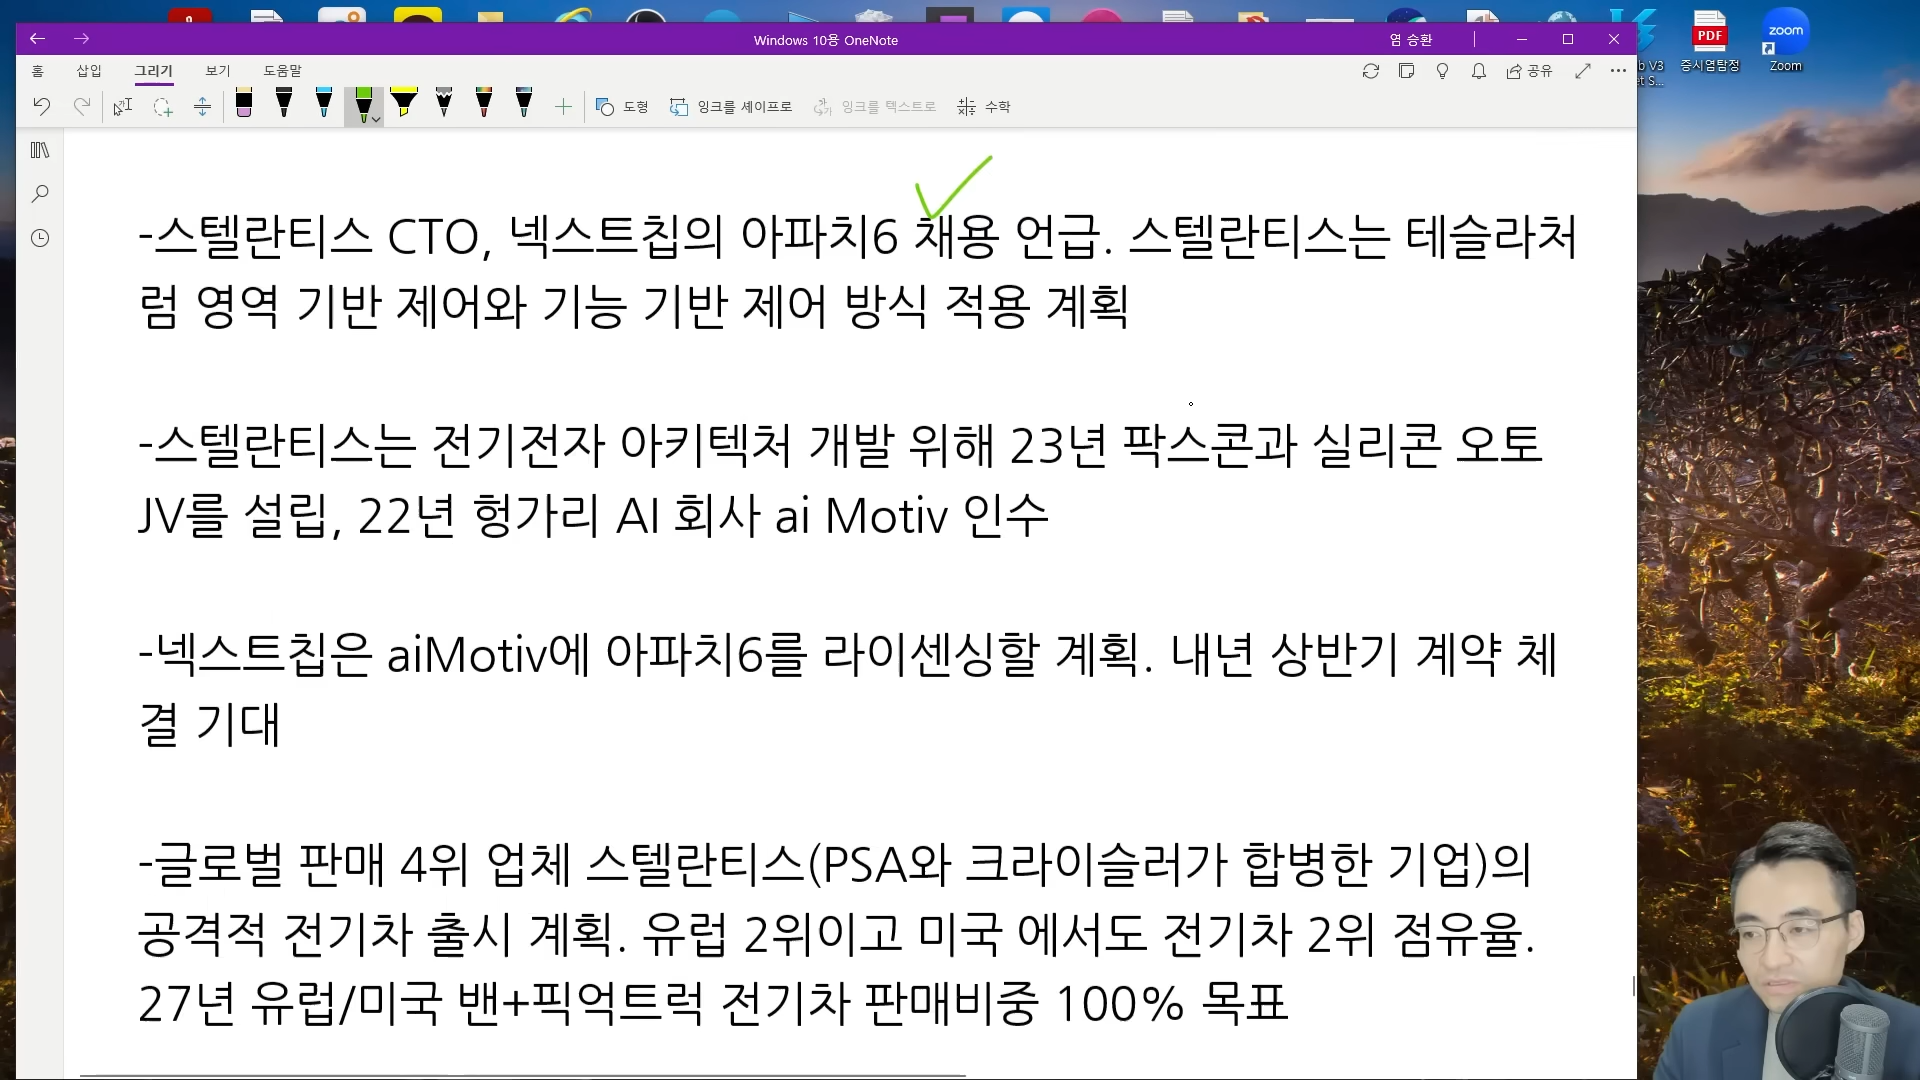 Windows 10용 OneNote
염 승환
홈 삽입 그리기 보기 도움말
공유
도형 잉크를 셰이프로 잉크를 텍스트로 수학
PDF
증시염탐정
zoom
Zoom
-스텔란티스 CTO, 넥스트칩의 아파치6 채용 언급. 스텔란티스는 테슬라처
럼 영역 기반 제어와 기능 기반 제어 방식 적용 계획
-스텔란티스는 전기전자 아키텍처 개발 위해 23년 팍스콘과 실리콘 오토
JV를 설립, 22년 헝가리 AI 회사 ai Motiv 인수
-넥스트칩은 aiMotiv에 아파치6를 라이센싱할 계획. 내년 상반기 계약 체
결 기대
-글로벌 판매 4위 업체 스텔란티스(PSA와 크라이슬러가 합병한 기업)의
공격적 전기차 출시 계획. 유럽 2위이고 미국 에서도 전기차 2위 점유율.
27년 유럽/미국 밴+픽억트럭 전기차 판매비중 100% 목표